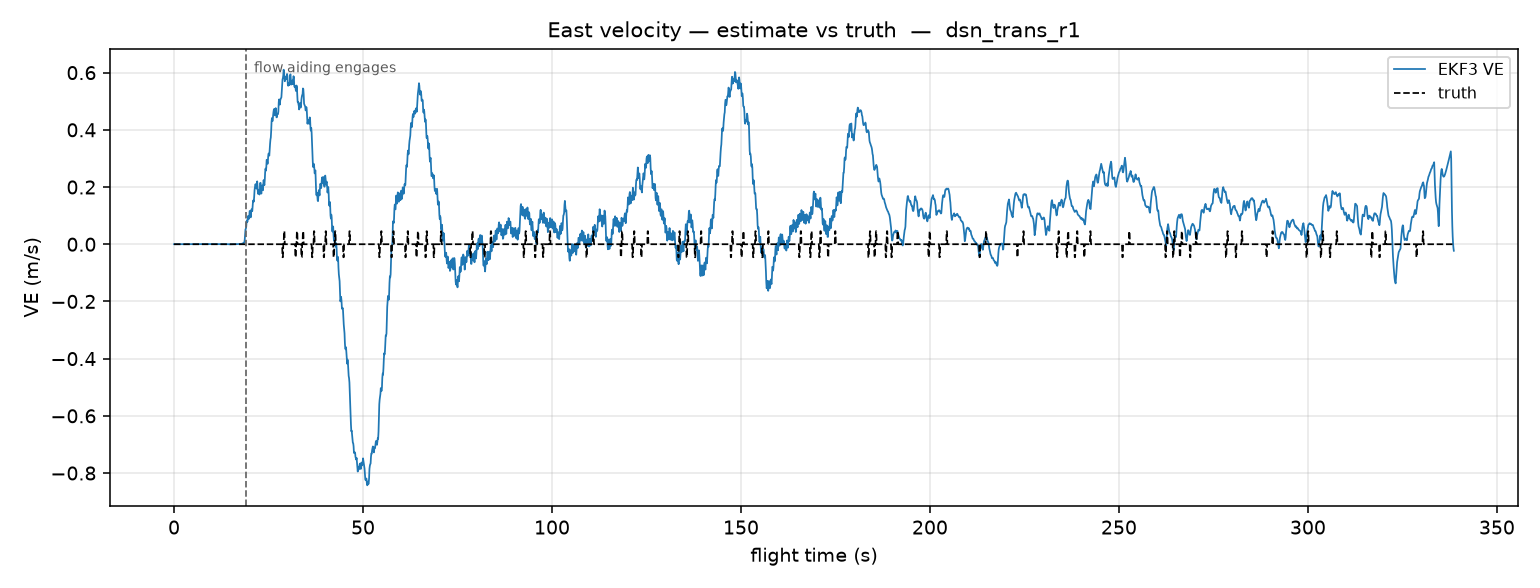 East velocity — estimate vs truth — dsn_trans_r1
flow aiding engages
EKF3 VE
truth
VE (m/s)
0.6
0.4
0.2
0.0
−0.2
−0.4
−0.6
−0.8
0 50 100 150 200 250 300 350
flight time (s)